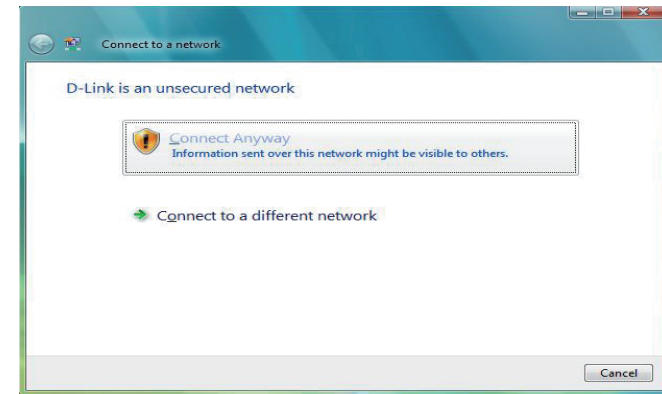 Connect to a network
D-Link is an unsecured network
Connect Anyway
Information sent over this network might be visible to others.
Connect to a different network
Cancel